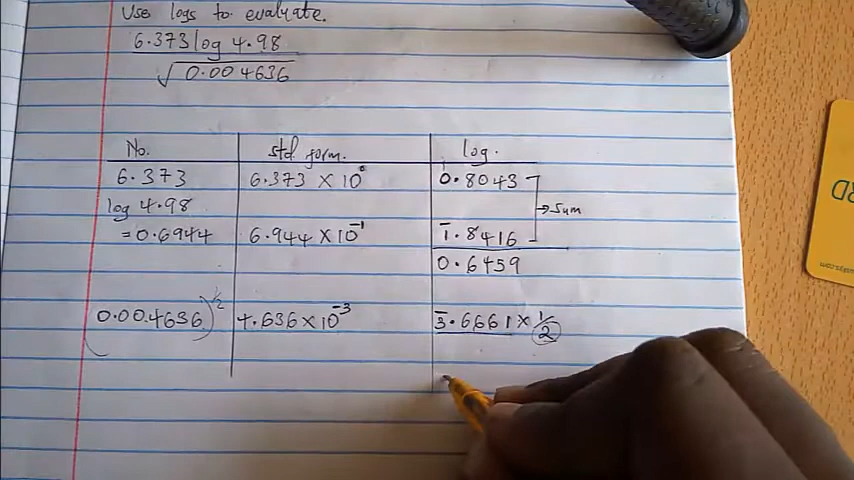 Use logs to evaluate.
6.373 log 4.98
√0.004636
No. std form. log.
6.373 6.373 × 10⁰ 0.8043
log 4.98 → Sum
= 0.6944 6.944 × 10⁻¹ 1̄.8416
0.6459
(0.004636)^½ 4.636 × 10⁻³ 3̄.6661 × ½
RD